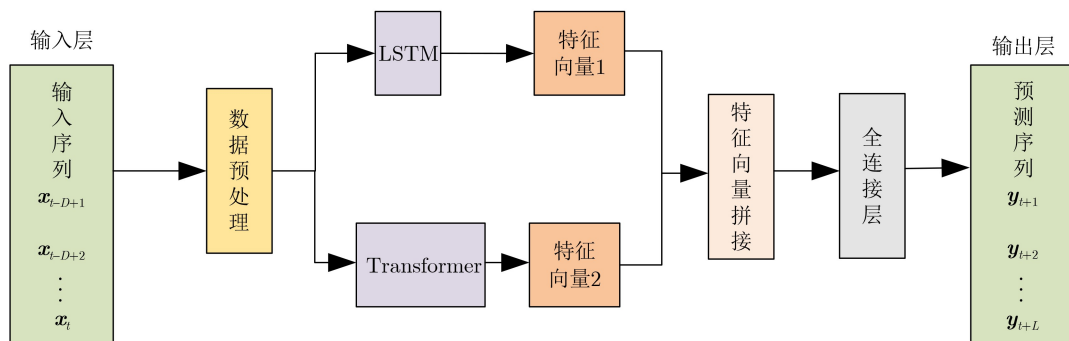 输入层
输入序列
x_{t-D+1}
x_{t-D+2}
⋮
x_t
数据预处理
LSTM
特征
向量1
Transformer
特征
向量2
特征向量拼接
全连接层
输出层
预测序列
y_{t+1}
y_{t+2}
⋮
y_{t+L}